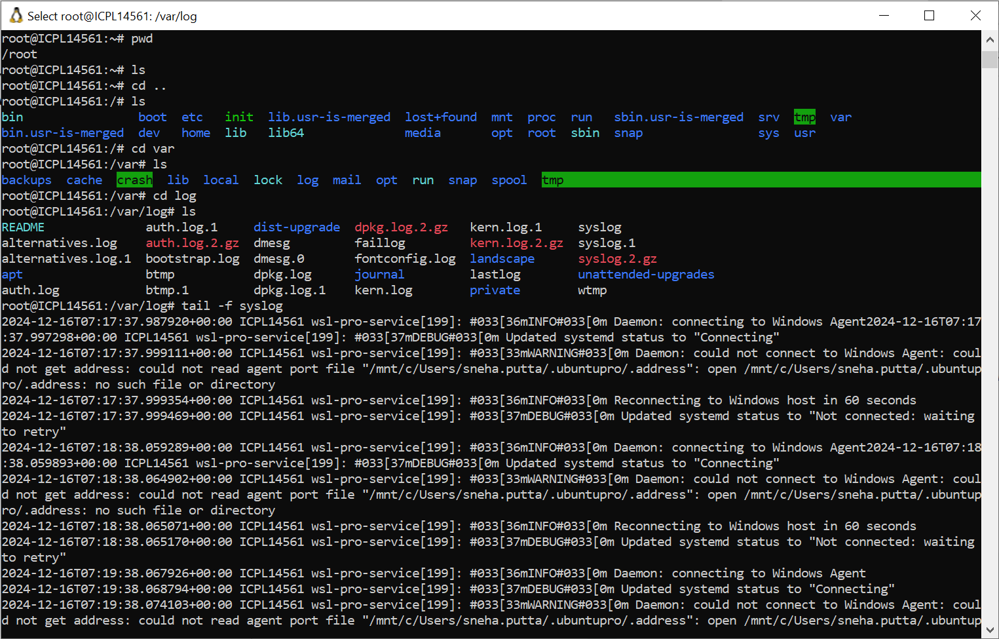 Select root@ICPL14561: /var/log
root@ICPL14561:~# pwd
/root
root@ICPL14561:~# ls
root@ICPL14561:~# cd ..
root@ICPL14561:/# ls
bin                boot  etc   init  lib.usr-is-merged  lost+found  mnt  proc  run   sbin.usr-is-merged  srv  tmp  var
bin.usr-is-merged  dev   home  lib   lib64              media       opt  root  sbin  snap                sys  usr
root@ICPL14561:/# cd var
root@ICPL14561:/var# ls
backups  cache  crash  lib  local  lock  log  mail  opt  run  snap  spool  tmp
root@ICPL14561:/var# cd log
root@ICPL14561:/var/log# ls
README              auth.log.1     dist-upgrade  dpkg.log.2.gz  kern.log.1     syslog
alternatives.log    auth.log.2.gz  dmesg         faillog        kern.log.2.gz  syslog.1
alternatives.log.1  bootstrap.log  dmesg.0       fontconfig.log landscape      syslog.2.gz
apt                 btmp           dpkg.log      journal        lastlog        unattended-upgrades
auth.log            btmp.1         dpkg.log.1    kern.log       private        wtmp
root@ICPL14561:/var/log# tail -f syslog
2024-12-16T07:17:37.987920+00:00 ICPL14561 wsl-pro-service[199]: #033[36mINFO#033[0m Daemon: connecting to Windows Agent2024-12-16T07:17
:37.997298+00:00 ICPL14561 wsl-pro-service[199]: #033[37mDEBUG#033[0m Updated systemd status to "Connecting"
2024-12-16T07:17:37.999111+00:00 ICPL14561 wsl-pro-service[199]: #033[33mWARNING#033[0m Daemon: could not connect to Windows Agent: coul
d not get address: could not read agent port file "/mnt/c/Users/sneha.putta/.ubuntupro/.address": open /mnt/c/Users/sneha.putta/.ubuntup
ro/.address: no such file or directory
2024-12-16T07:17:37.999354+00:00 ICPL14561 wsl-pro-service[199]: #033[36mINFO#033[0m Reconnecting to Windows host in 60 seconds
2024-12-16T07:17:37.999469+00:00 ICPL14561 wsl-pro-service[199]: #033[37mDEBUG#033[0m Updated systemd status to "Not connected: waiting
to retry"
2024-12-16T07:18:38.059289+00:00 ICPL14561 wsl-pro-service[199]: #033[36mINFO#033[0m Daemon: connecting to Windows Agent2024-12-16T07:18
:38.059893+00:00 ICPL14561 wsl-pro-service[199]: #033[37mDEBUG#033[0m Updated systemd status to "Connecting"
2024-12-16T07:18:38.064902+00:00 ICPL14561 wsl-pro-service[199]: #033[33mWARNING#033[0m Daemon: could not connect to Windows Agent: coul
d not get address: could not read agent port file "/mnt/c/Users/sneha.putta/.ubuntupro/.address": open /mnt/c/Users/sneha.putta/.ubuntup
ro/.address: no such file or directory
2024-12-16T07:18:38.065071+00:00 ICPL14561 wsl-pro-service[199]: #033[36mINFO#033[0m Reconnecting to Windows host in 60 seconds
2024-12-16T07:18:38.065170+00:00 ICPL14561 wsl-pro-service[199]: #033[37mDEBUG#033[0m Updated systemd status to "Not connected: waiting
to retry"
2024-12-16T07:19:38.067926+00:00 ICPL14561 wsl-pro-service[199]: #033[36mINFO#033[0m Daemon: connecting to Windows Agent
2024-12-16T07:19:38.068794+00:00 ICPL14561 wsl-pro-service[199]: #033[37mDEBUG#033[0m Updated systemd status to "Connecting"
2024-12-16T07:19:38.074103+00:00 ICPL14561 wsl-pro-service[199]: #033[33mWARNING#033[0m Daemon: could not connect to Windows Agent: coul
d not get address: could not read agent port file "/mnt/c/Users/sneha.putta/.ubuntupro/.address": open /mnt/c/Users/sneha.putta/.ubuntup